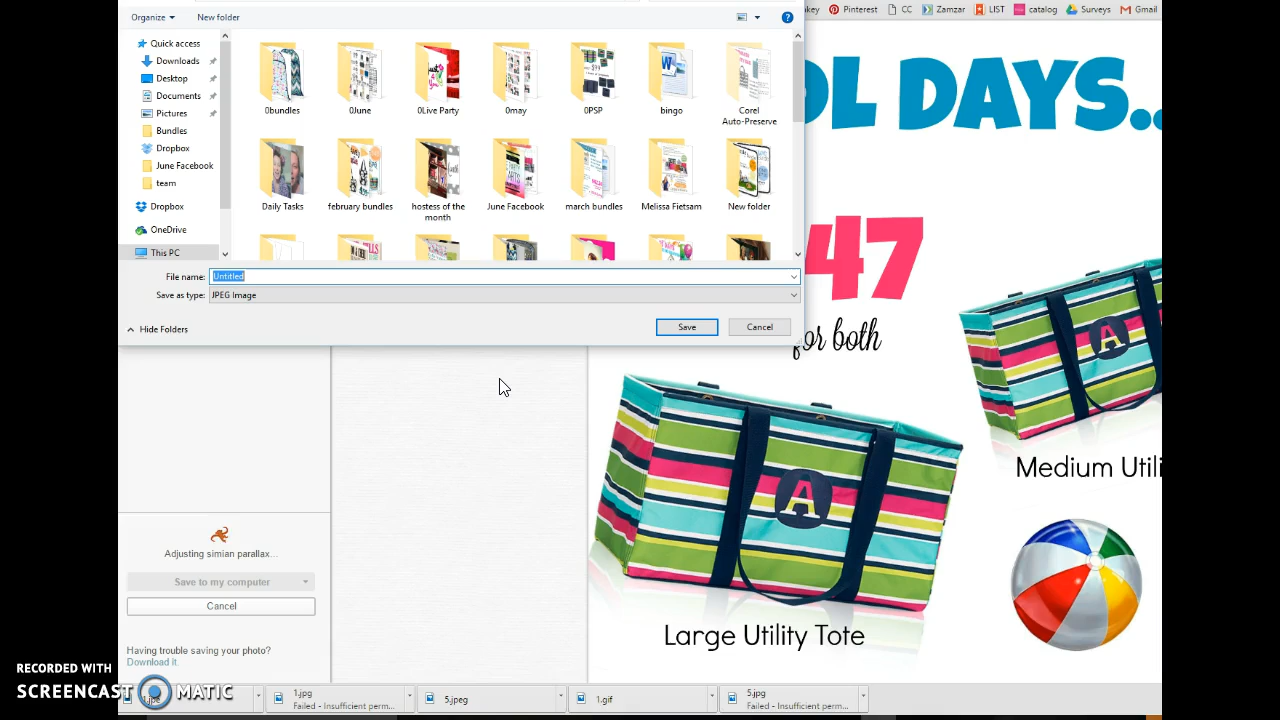 Organize New folder
key Pinterest CC Zamzar LIST catalog Surveys Gmail
Quick access
Downloads
Desktop
Documents
Pictures
Bundles
Dropbox
June Facebook
team
Dropbox
OneDrive
This PC
0bundles 0June 0Live Party 0may 0PSP bingo Corel Auto-Preserve
Daily Tasks february bundles hostess of the month June Facebook march bundles Melissa Fietsam New folder
File name: Untitled
Save as type: JPEG Image
Hide Folders Save Cancel
OL DAYS..
47
for both
A
A
Medium Utili
Large Utility Tote
Adjusting simian parallax...
Save to my computer
Cancel
Having trouble saving your photo?
Download it.
1.jpg
Failed - Insufficient perm...
5.jpeg
1.gif
5.jpg
Failed - Insufficient perm...
RECORDED WITH
SCREENCAST MATIC